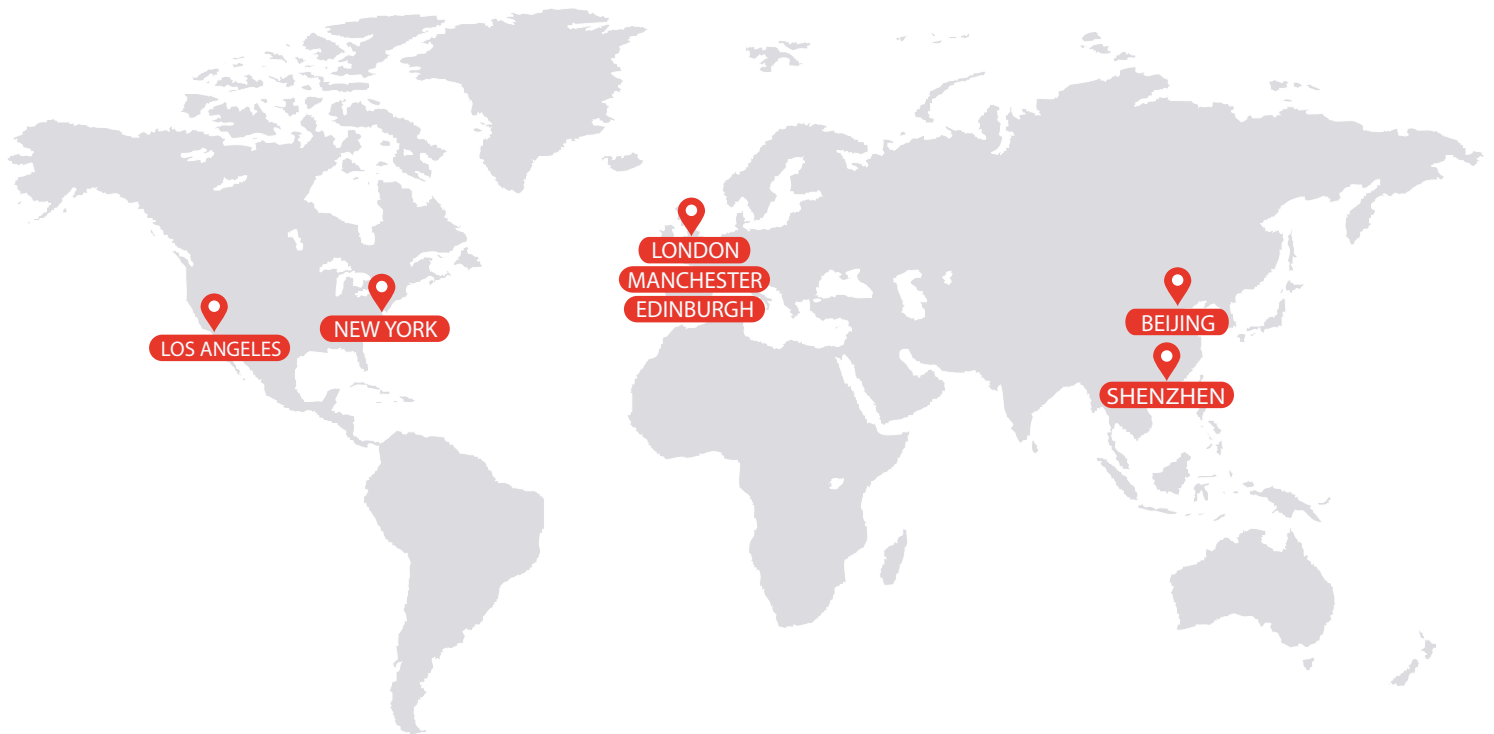 LONDON
MANCHESTER
EDINBURGH
LOS ANGELES
NEW YORK
BEIJING
SHENZHEN